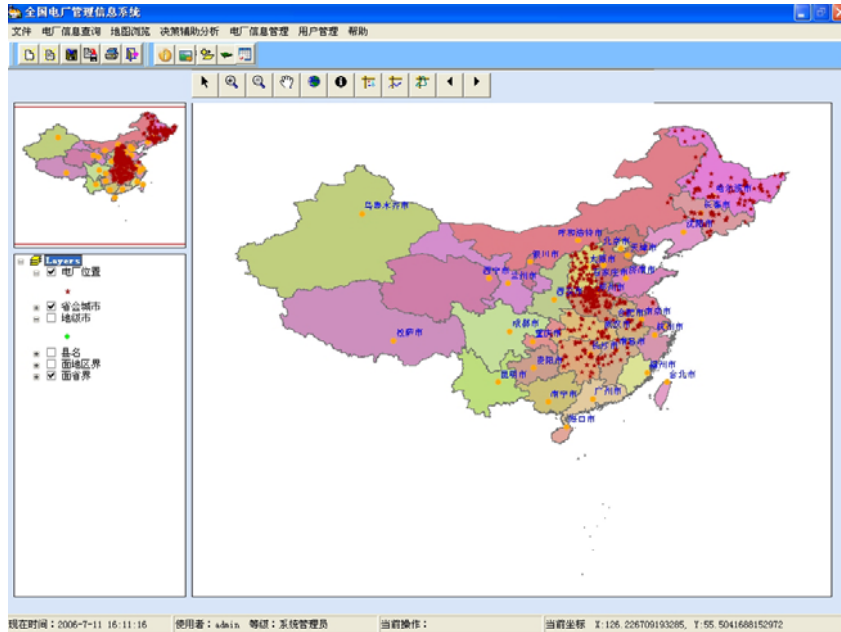 全国电厂管理信息系统
文件 电厂信息查询 地图浏览 决策辅助分析 电厂信息管理 用户管理 帮助
Layers
电厂位置
省会城市
地级市
县名
面地区界
面省界
乌鲁木齐市
哈尔滨市
长春市
沈阳市
呼和浩特市
北京市
天津市
银川市
太原市
西宁市
兰州市
石家庄市
济南市
郑州市
西安市
合肥市
南京市
成都市
武汉市
杭州市
拉萨市
重庆市
长沙市
南昌市
贵阳市
福州市
昆明市
台北市
南宁市
广州市
海口市
现在时间：2006-7-11 16:11:16 使用者：admin 等级：系统管理员 当前操作： 当前坐标 X:126.226709193285, Y:55.5041688152972